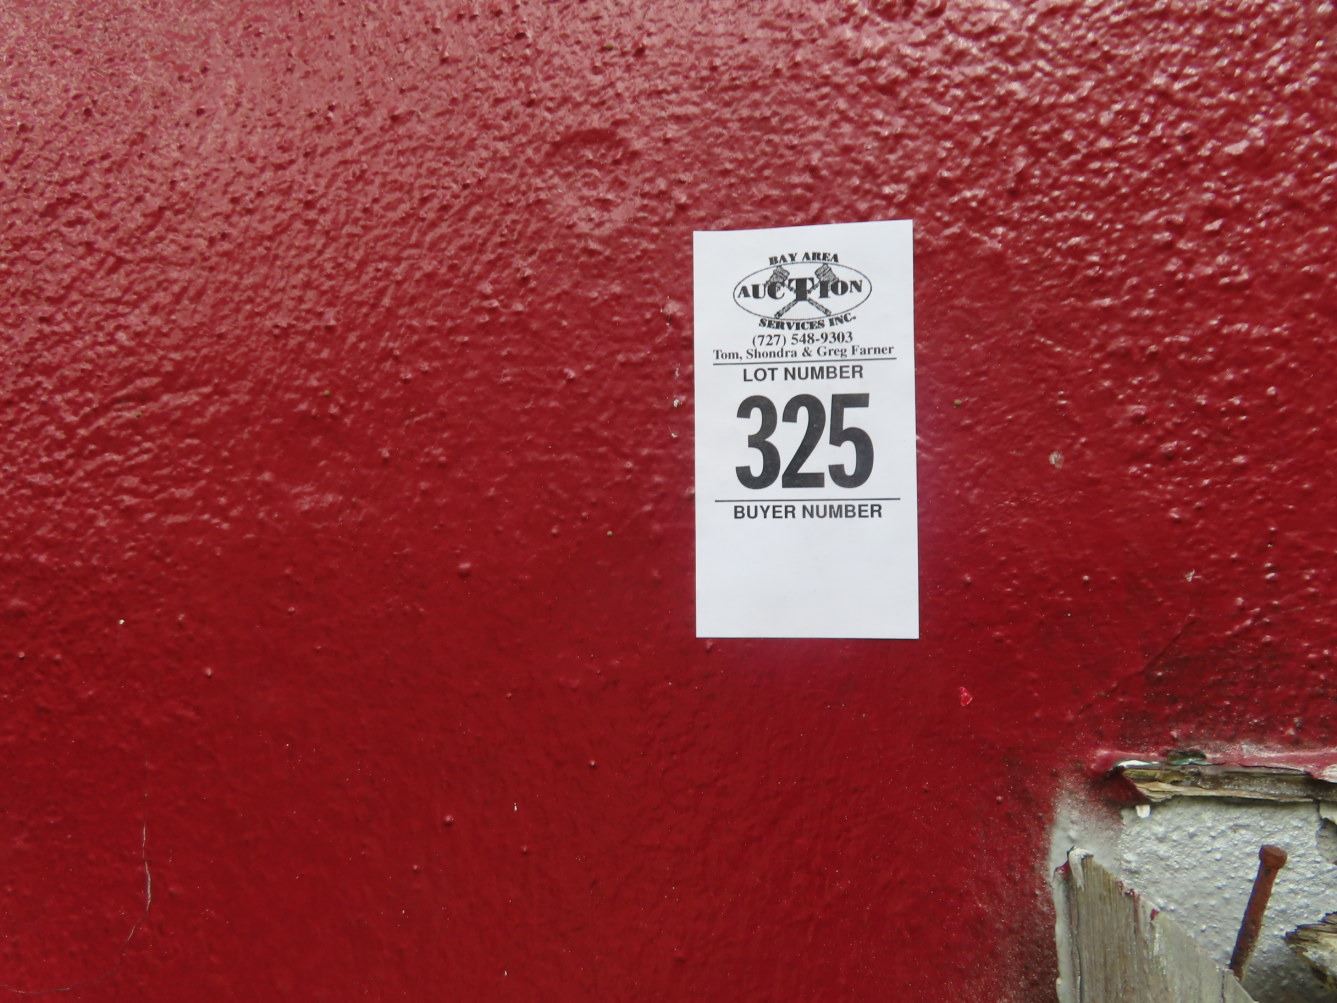 BAY AREA
AUCTION
SERVICES INC.
(727) 548-9303
Tom, Shondra & Greg Farner
LOT NUMBER
325
BUYER NUMBER